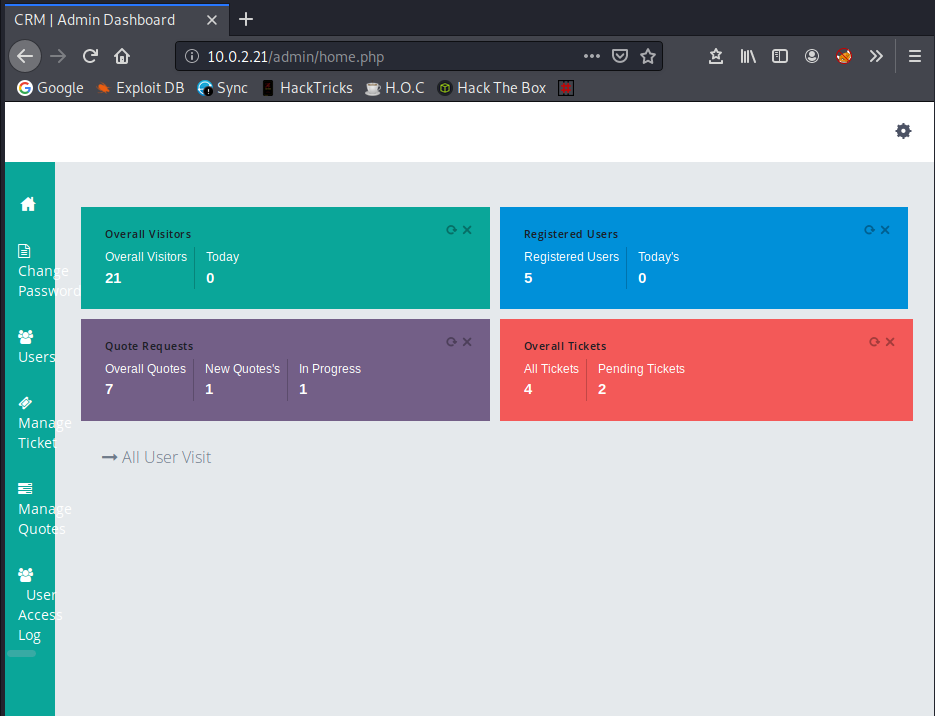 CRM | Admin Dashboard
10.0.2.21/admin/home.php
Google Exploit DB Sync HackTricks H.O.C Hack The Box
Change
Password
Users
Manage
Ticket
Manage
Quotes
User
Access
Log
Overall Visitors
Overall Visitors Today
21 0
Registered Users
Registered Users Today's
5 0
Quote Requests
Overall Quotes New Quotes's In Progress
7 1 1
Overall Tickets
All Tickets Pending Tickets
4 2
All User Visit